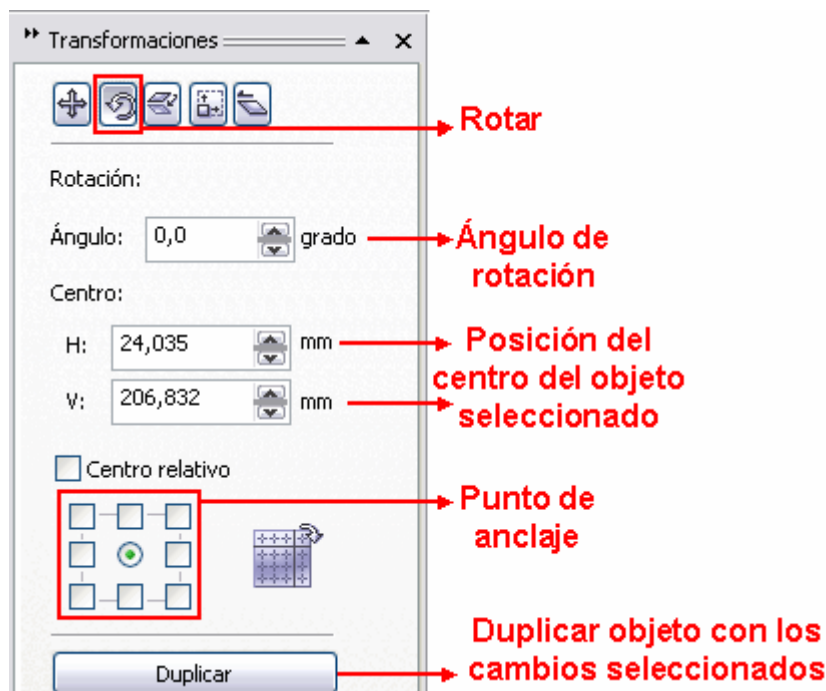 Transformaciones
Rotar
Rotación:
Ángulo: 0,0 grado
Ángulo de
rotación
Centro:
H: 24,035 mm
V: 206,832 mm
Posición del
centro del objeto
seleccionado
Centro relativo
Punto de
anclaje
Duplicar
Duplicar objeto con los
cambios seleccionados